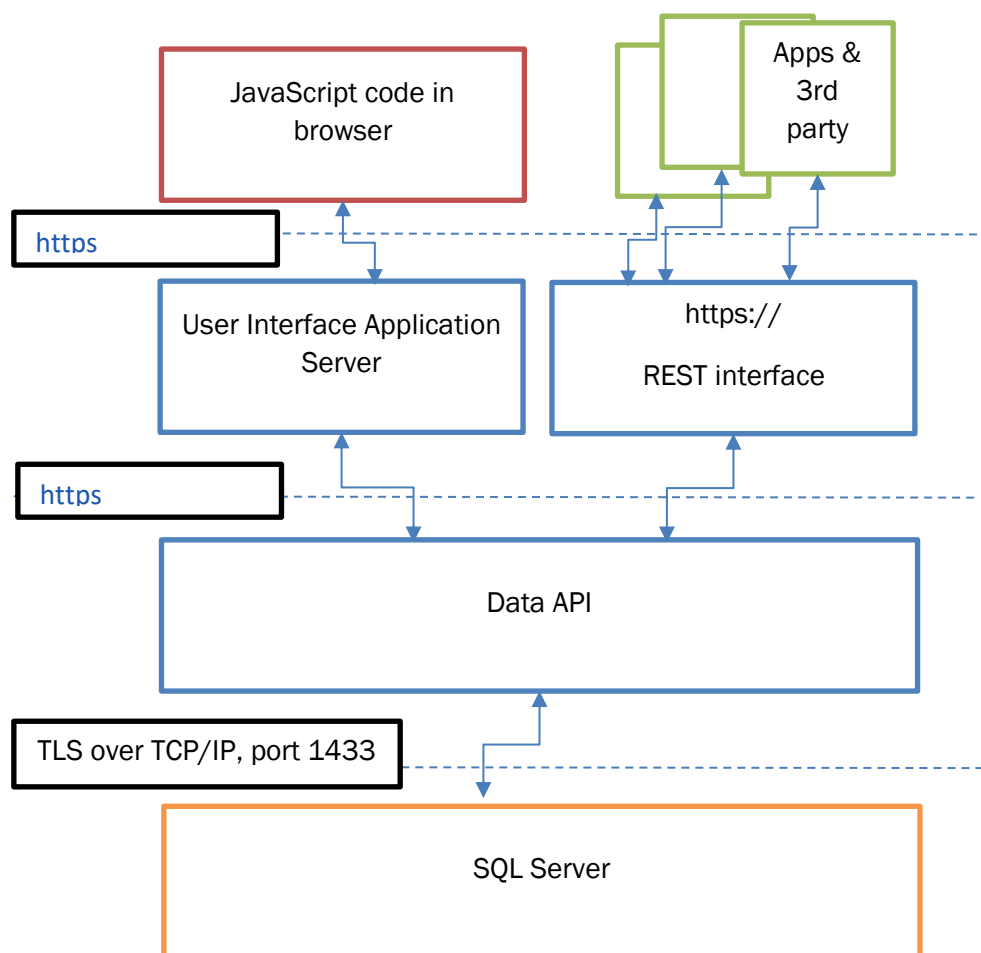 JavaScript code in
browser
Apps &
3rd
party
https
User Interface Application
Server
https://
REST interface
https
Data API
TLS over TCP/IP, port 1433
SQL Server